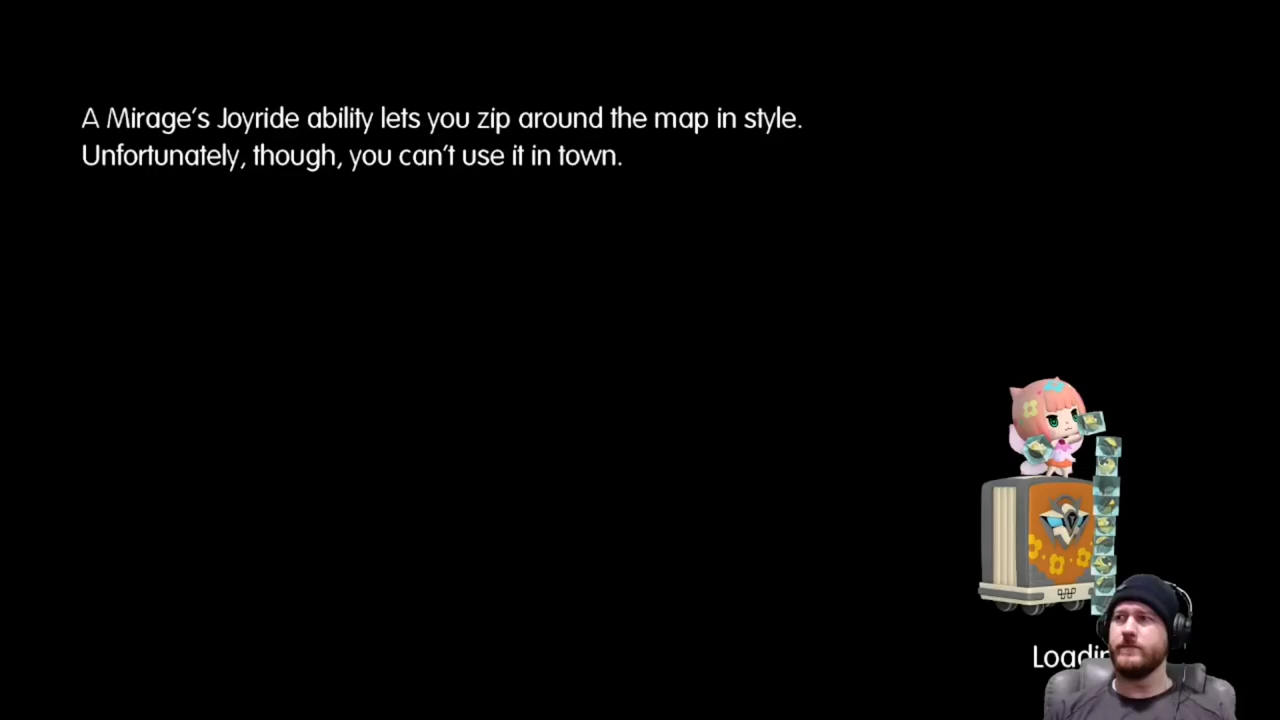 A Mirage's Joyride ability lets you zip around the map in style.
Unfortunately, though, you can't use it in town.